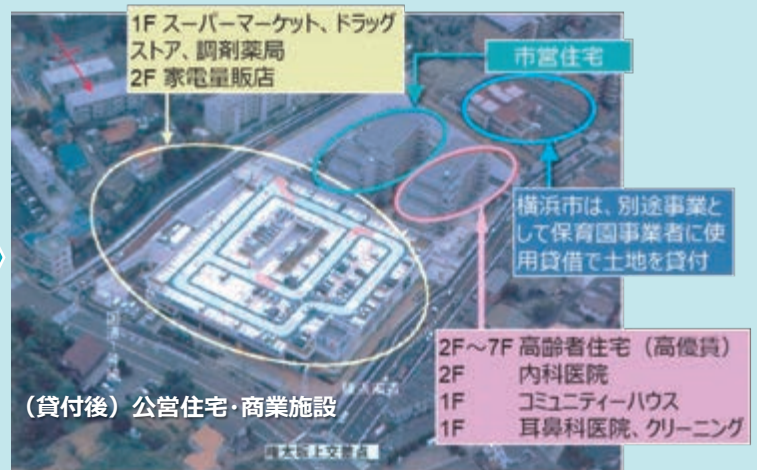 1F スーパーマーケット、ドラッグ
ストア、調剤薬局
2F 家電量販店
市営住宅
横浜市は、別途事業と
して保育園事業者に使
用貸借で土地を貸付
2F～7F 高齢者住宅（高優賃）
2F 内科医院
1F コミュニティーハウス
1F 耳鼻科医院、クリーニング
（貸付後）公営住宅・商業施設